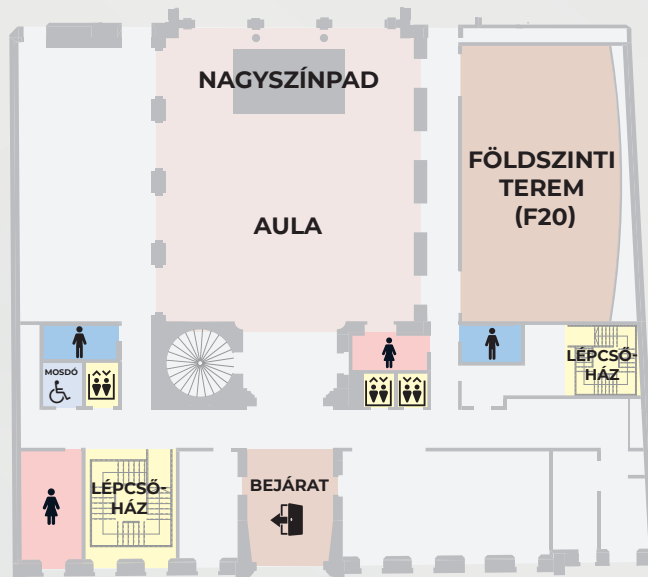 NAGYSZÍNPAD
AULA
FÖLDSZINTI
TEREM
(F20)
MOSDÓ
LÉPCSŐ-
HÁZ
LÉPCSŐ-
HÁZ
BEJÁRAT